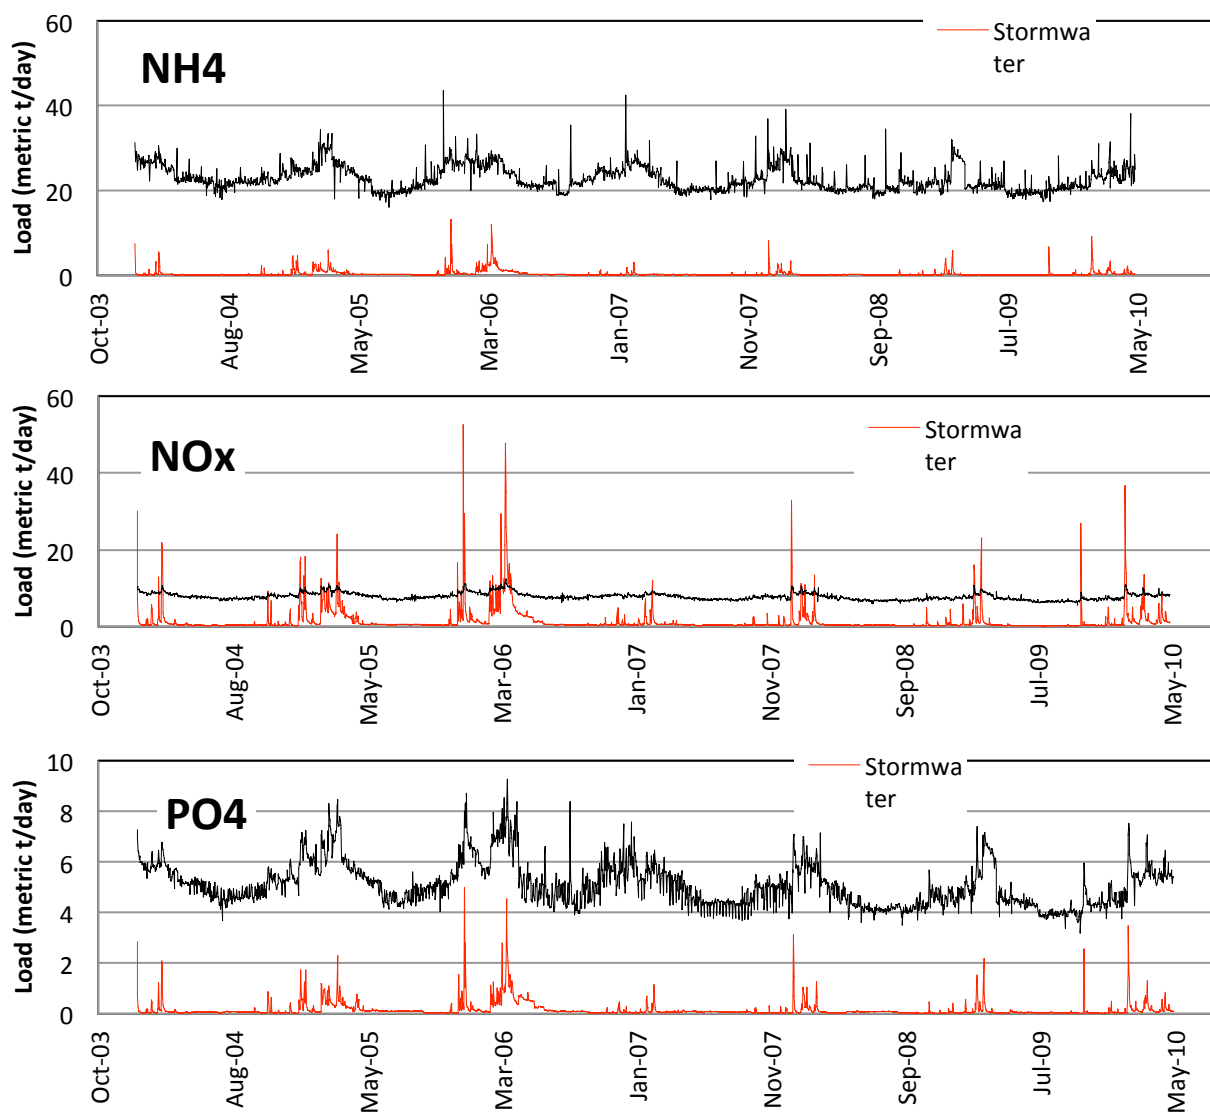 60
Stormwa
ter
NH4
40
20
0
Load (metric t/day)
Oct-03
Aug-04
May-05
Mar-06
Jan-07
Nov-07
Sep-08
Jul-09
May-10
60
Stormwa
ter
NOx
40
20
0
Load (metric t/day)
Oct-03
Aug-04
May-05
Mar-06
Jan-07
Nov-07
Sep-08
Jul-09
May-10
10
Stormwa
ter
PO4
8
6
4
2
0
Load (metric t/day)
Oct-03
Aug-04
May-05
Mar-06
Jan-07
Nov-07
Sep-08
Jul-09
May-10